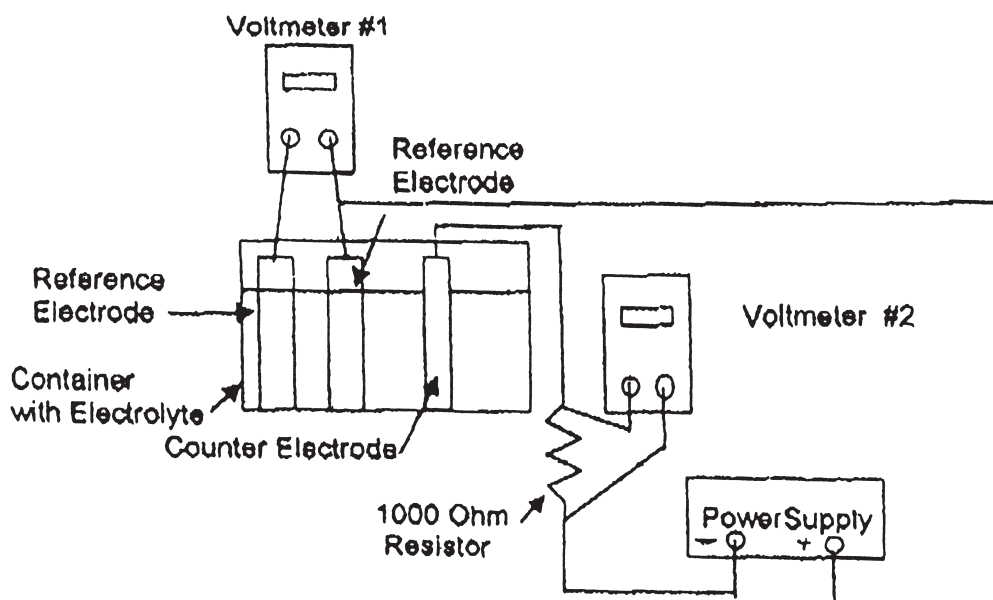 Voltmeter #1
Reference
Electrode
Reference
Electrode
Voltmeter #2
Container
with Electrolyte
Counter Electrode
1000 Ohm
Resistor
PowerSupply
− +